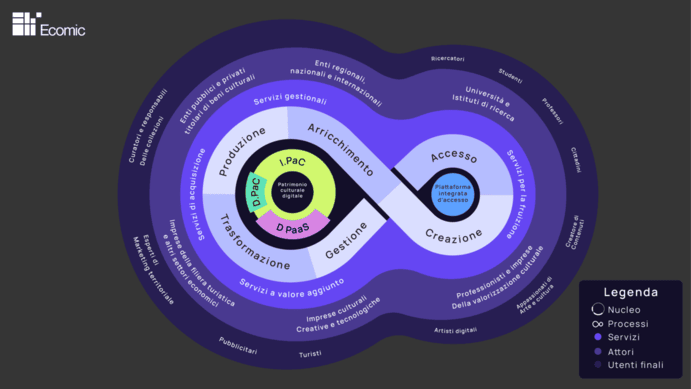 Ecomic
Ricercatori
Studenti
Professori
Cittadini
Creatore di
Contenuti
Appassionati di
Arte e cultura
Artisti digitali
Turisti
Pubblicitari
Esperti di
Marketing territoriale
Curatori e responsabili
Delle collezioni
Enti pubblici e privati
titolari di beni culturali
Enti regionali,
nazionali e internazionali
Università e
Istituti di ricerca
Professionisti e imprese
Della valorizzazione culturale
Imprese culturali
Creative e tecnologiche
Imprese della filiera turistica
e altri settori economici
Servizi gestionali
Servizi di acquisizione
Servizi a valore aggiunto
Servizi per la fruizione
Produzione
Arricchimento
Accesso
Creazione
Gestione
Trasformazione
I.PaC
D.PaC
D PaaS
Patrimonio
culturale
digitale
Piattaforma
integrata
d'accesso
Legenda
Nucleo
Processi
Servizi
Attori
Utenti finali